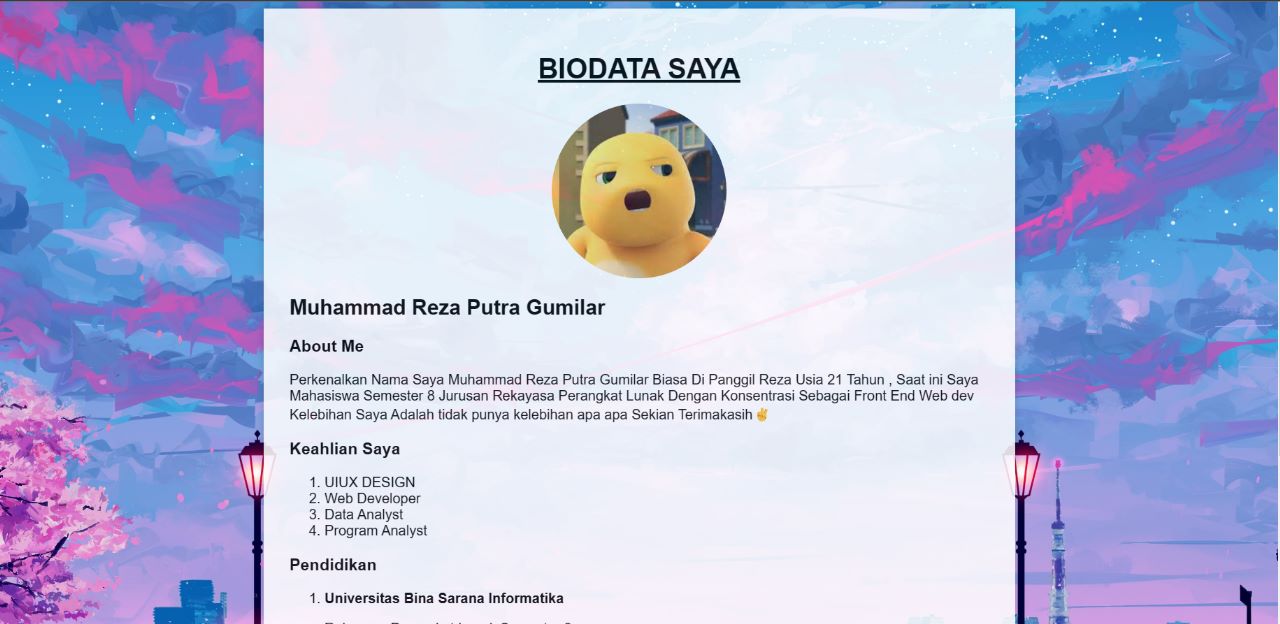 BIODATA SAYA
Muhammad Reza Putra Gumilar
About Me
Perkenalkan Nama Saya Muhammad Reza Putra Gumilar Biasa Di Panggil Reza Usia 21 Tahun , Saat ini Saya
Mahasiswa Semester 8 Jurusan Rekayasa Perangkat Lunak Dengan Konsentrasi Sebagai Front End Web dev
Kelebihan Saya Adalah tidak punya kelebihan apa apa Sekian Terimakasih ✌
Keahlian Saya
1. UIUX DESIGN
2. Web Developer
3. Data Analyst
4. Program Analyst
Pendidikan
1. Universitas Bina Sarana Informatika